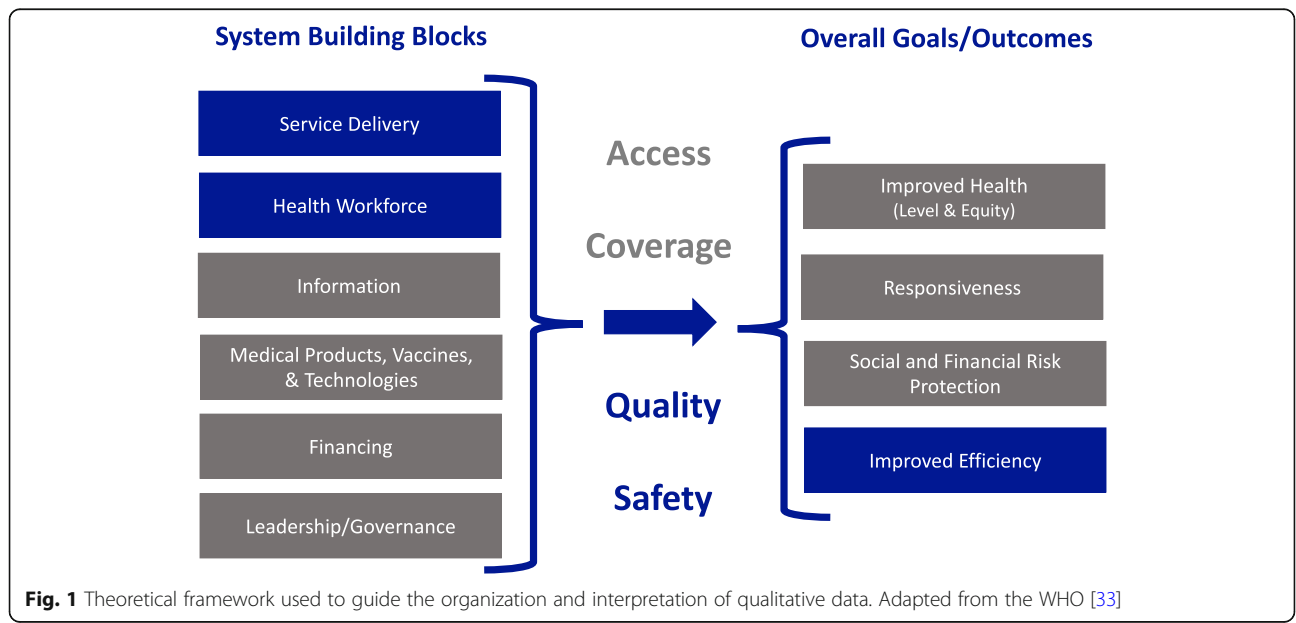 System Building Blocks
Service Delivery
Health Workforce
Information
Medical Products, Vaccines,
& Technologies
Financing
Leadership/Governance
Access
Coverage
Quality
Safety
Overall Goals/Outcomes
Improved Health
(Level & Equity)
Responsiveness
Social and Financial Risk
Protection
Improved Efficiency
Fig. 1 Theoretical framework used to guide the organization and interpretation of qualitative data. Adapted from the WHO [33]